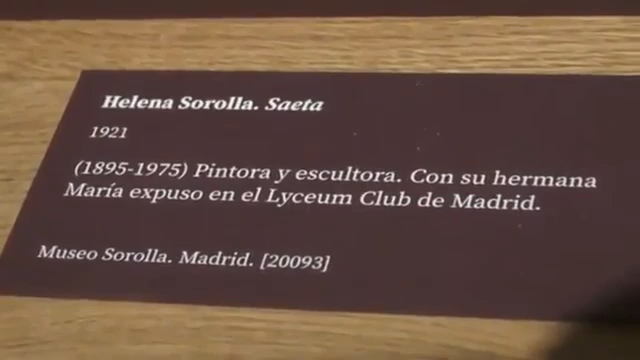 Helena Sorolla. Saeta
1921
(1895-1975) Pintora y escultora. Con su hermana
María expuso en el Lyceum Club de Madrid.
Museo Sorolla. Madrid. [20093]